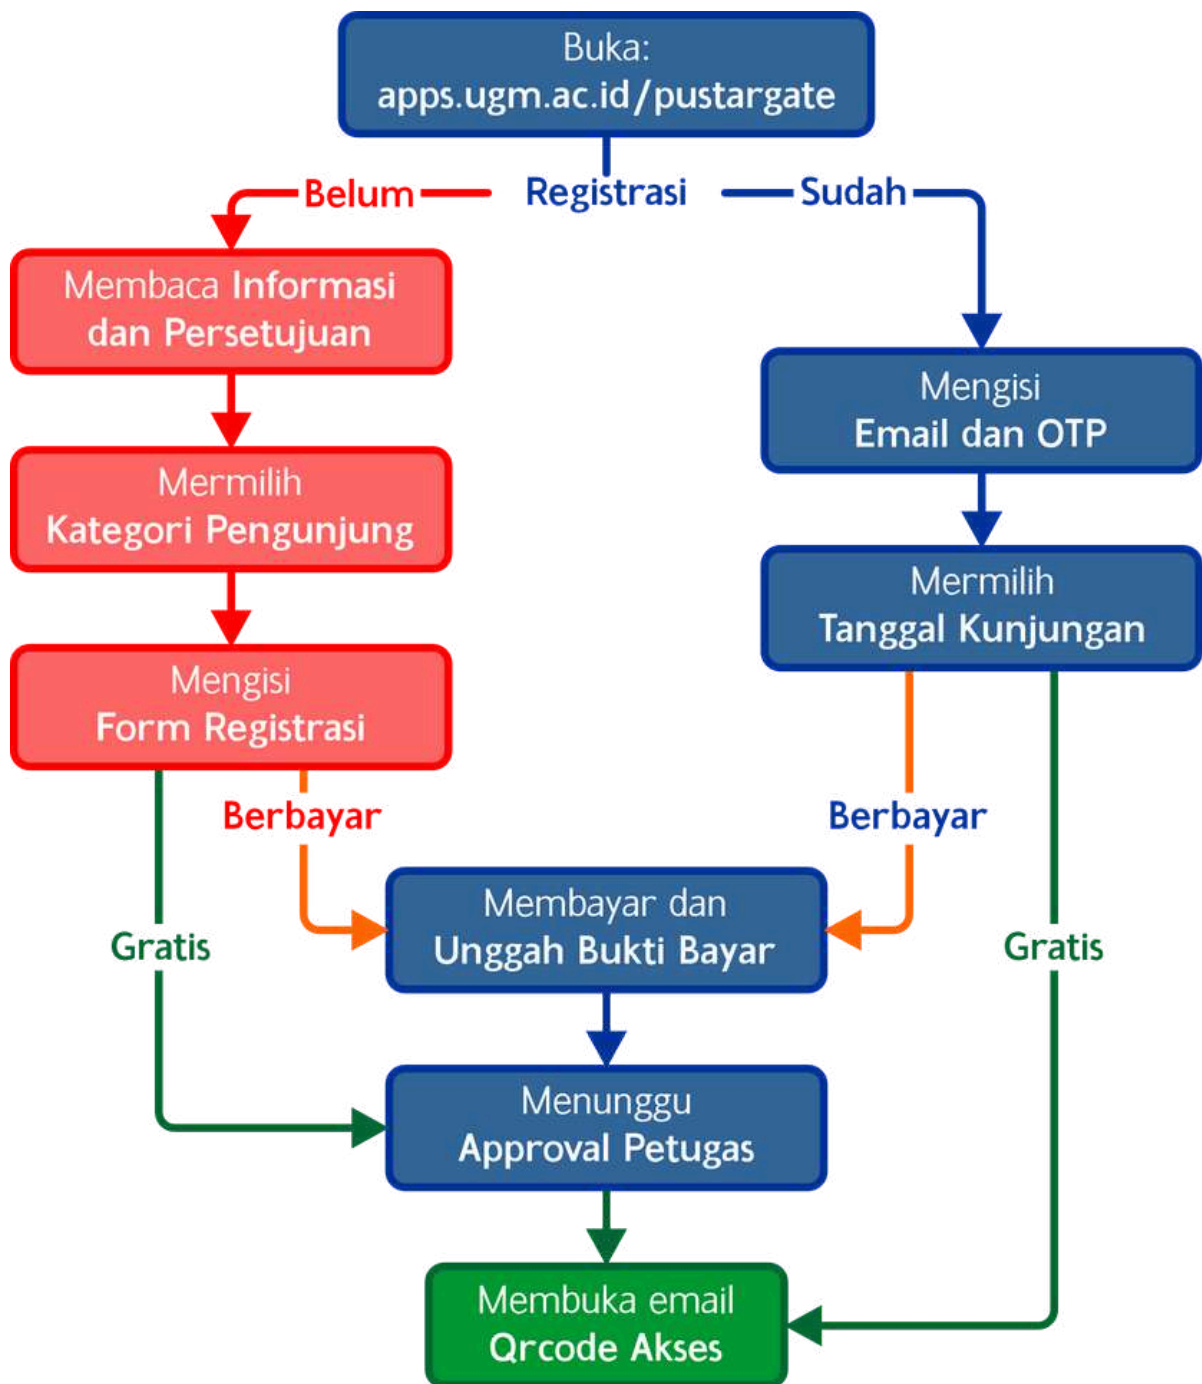 Buka:
apps.ugm.ac.id/pustargate
Belum
Registrasi
Sudah
Membaca Informasi
dan Persetujuan
Mengisi
Email dan OTP
Mermilih
Kategori Pengunjung
Mermilih
Tanggal Kunjungan
Mengisi
Form Registrasi
Berbayar
Berbayar
Membayar dan
Unggah Bukti Bayar
Gratis
Gratis
Menunggu
Approval Petugas
Membuka email
Qrcode Akses